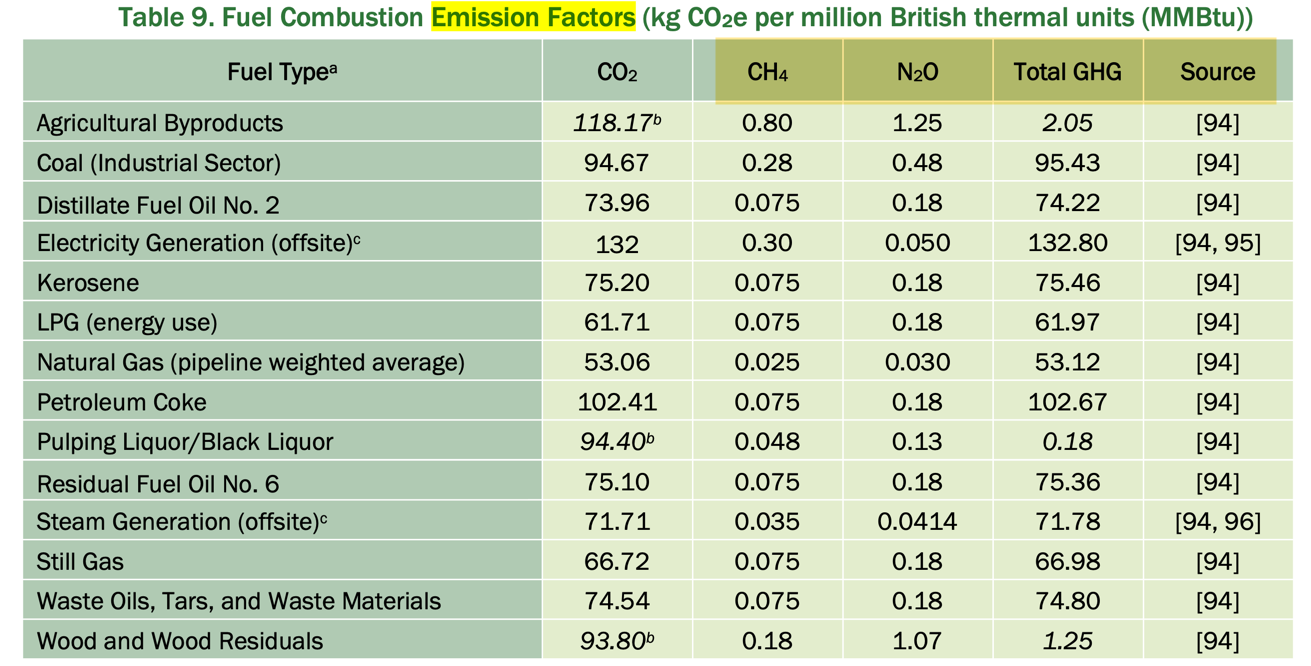 Table 9. Fuel Combustion Emission Factors (kg CO₂e per million British thermal units (MMBtu))
Fuel Typeᵃ CO₂ CH₄ N₂O Total GHG Source
Agricultural Byproducts 118.17ᵇ 0.80 1.25 2.05 [94]
Coal (Industrial Sector) 94.67 0.28 0.48 95.43 [94]
Distillate Fuel Oil No. 2 73.96 0.075 0.18 74.22 [94]
Electricity Generation (offsite)ᶜ 132 0.30 0.050 132.80 [94, 95]
Kerosene 75.20 0.075 0.18 75.46 [94]
LPG (energy use) 61.71 0.075 0.18 61.97 [94]
Natural Gas (pipeline weighted average) 53.06 0.025 0.030 53.12 [94]
Petroleum Coke 102.41 0.075 0.18 102.67 [94]
Pulping Liquor/Black Liquor 94.40ᵇ 0.048 0.13 0.18 [94]
Residual Fuel Oil No. 6 75.10 0.075 0.18 75.36 [94]
Steam Generation (offsite)ᶜ 71.71 0.035 0.0414 71.78 [94, 96]
Still Gas 66.72 0.075 0.18 66.98 [94]
Waste Oils, Tars, and Waste Materials 74.54 0.075 0.18 74.80 [94]
Wood and Wood Residuals 93.80ᵇ 0.18 1.07 1.25 [94]